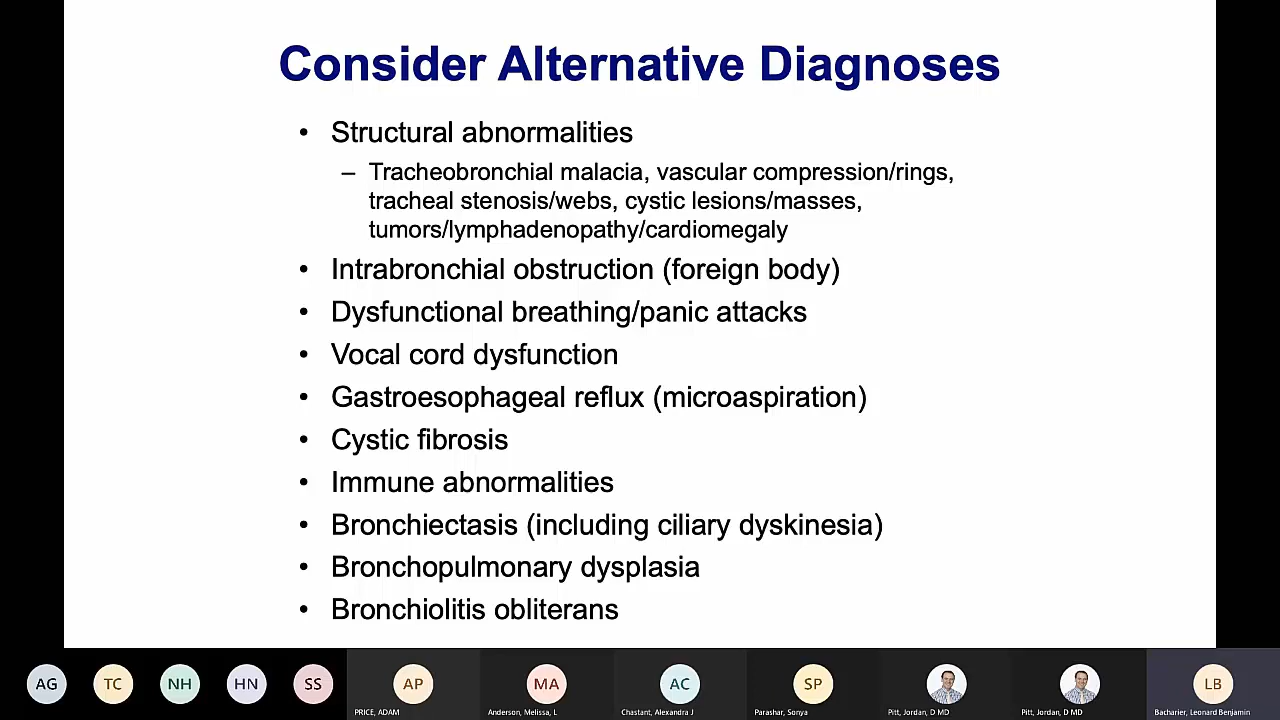 Consider Alternative Diagnoses
• Structural abnormalities
– Tracheobronchial malacia, vascular compression/rings,
tracheal stenosis/webs, cystic lesions/masses,
tumors/lymphadenopathy/cardiomegaly
• Intrabronchial obstruction (foreign body)
• Dysfunctional breathing/panic attacks
• Vocal cord dysfunction
• Gastroesophageal reflux (microaspiration)
• Cystic fibrosis
• Immune abnormalities
• Bronchiectasis (including ciliary dyskinesia)
• Bronchopulmonary dysplasia
• Bronchiolitis obliterans
AG TC NH HN SS AP MA AC SP LB
PRICE, ADAM Anderson, Melissa, L Chastant, Alexandra J Parashar, Sonya Pitt, Jordan, D MD Pitt, Jordan, D MD Bacharier, Leonard Benjamin